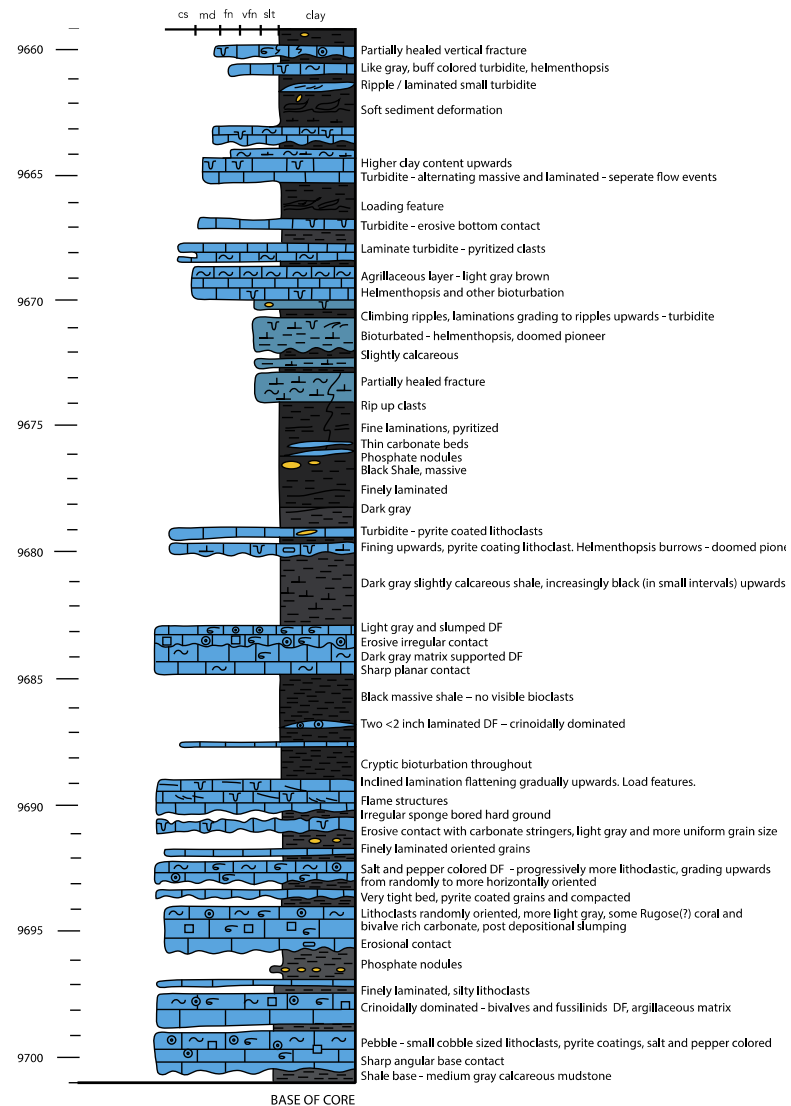 cs md fn vfn slt clay
9660
Partially healed vertical fracture
Like gray, buff colored turbidite, helmenthopsis
Ripple / laminated small turbidite
Soft sediment deformation
Higher clay content upwards
9665
Turbidite - alternating massive and laminated - seperate flow events
Loading feature
Turbidite - erosive bottom contact
Laminate turbidite - pyritized clasts
Agrillaceous layer - light gray brown
Helmenthopsis and other bioturbation
9670
Climbing ripples, laminations grading to ripples upwards - turbidite
Bioturbated - helmenthopsis, doomed pioneer
Slightly calcareous
Partially healed fracture
Rip up clasts
9675
Fine laminations, pyritized
Thin carbonate beds
Phosphate nodules
Black Shale, massive
Finely laminated
Dark gray
Turbidite - pyrite coated lithoclasts
9680
Fining upwards, pyrite coating lithoclast. Helmenthopsis burrows - doomed pione
Dark gray slightly calcareous shale, increasingly black (in small intervals) upwards
Light gray and slumped DF
Erosive irregular contact
Dark gray matrix supported DF
Sharp planar contact
9685
Black massive shale – no visible bioclasts
Two <2 inch laminated DF – crinoidally dominated
Cryptic bioturbation throughout
Inclined lamination flattening gradually upwards. Load features.
Flame structures
9690
Irregular sponge bored hard ground
Erosive contact with carbonate stringers, light gray and more uniform grain size
Finely laminated oriented grains
Salt and pepper colored DF - progressively more lithoclastic, grading upwards
from randomly to more horizontally oriented
Very tight bed, pyrite coated grains and compacted
Lithoclasts randomly oriented, more light gray, some Rugose(?) coral and
bivalve rich carbonate, post depositional slumping
9695
Erosional contact
Phosphate nodules
Finely laminated, silty lithoclasts
Crinoidally dominated - bivalves and fussilinids DF, argillaceous matrix
Pebble - small cobble sized lithoclasts, pyrite coatings, salt and pepper colored
9700
Sharp angular base contact
Shale base - medium gray calcareous mudstone
BASE OF CORE